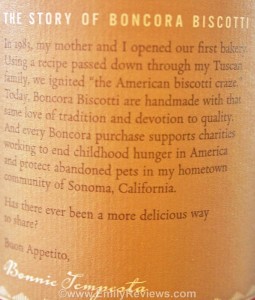 THE STORY OF BONCORA BISCOTTI
In 1983, my mother and I opened our first bakery.
Using a recipe passed down through my Tuscan
family, we ignited "the American biscotti craze."
Today, Boncora Biscotti are handmade with that
same love of tradition and devotion to quality.
And every Boncora purchase supports charities
working to end childhood hunger in America
and protect abandoned pets in my hometown
community of Sonoma, California.
Has there ever been a more delicious way
to share?
Buon Appetito,
Bonnie Tempesta
www.EmilyReviews.com